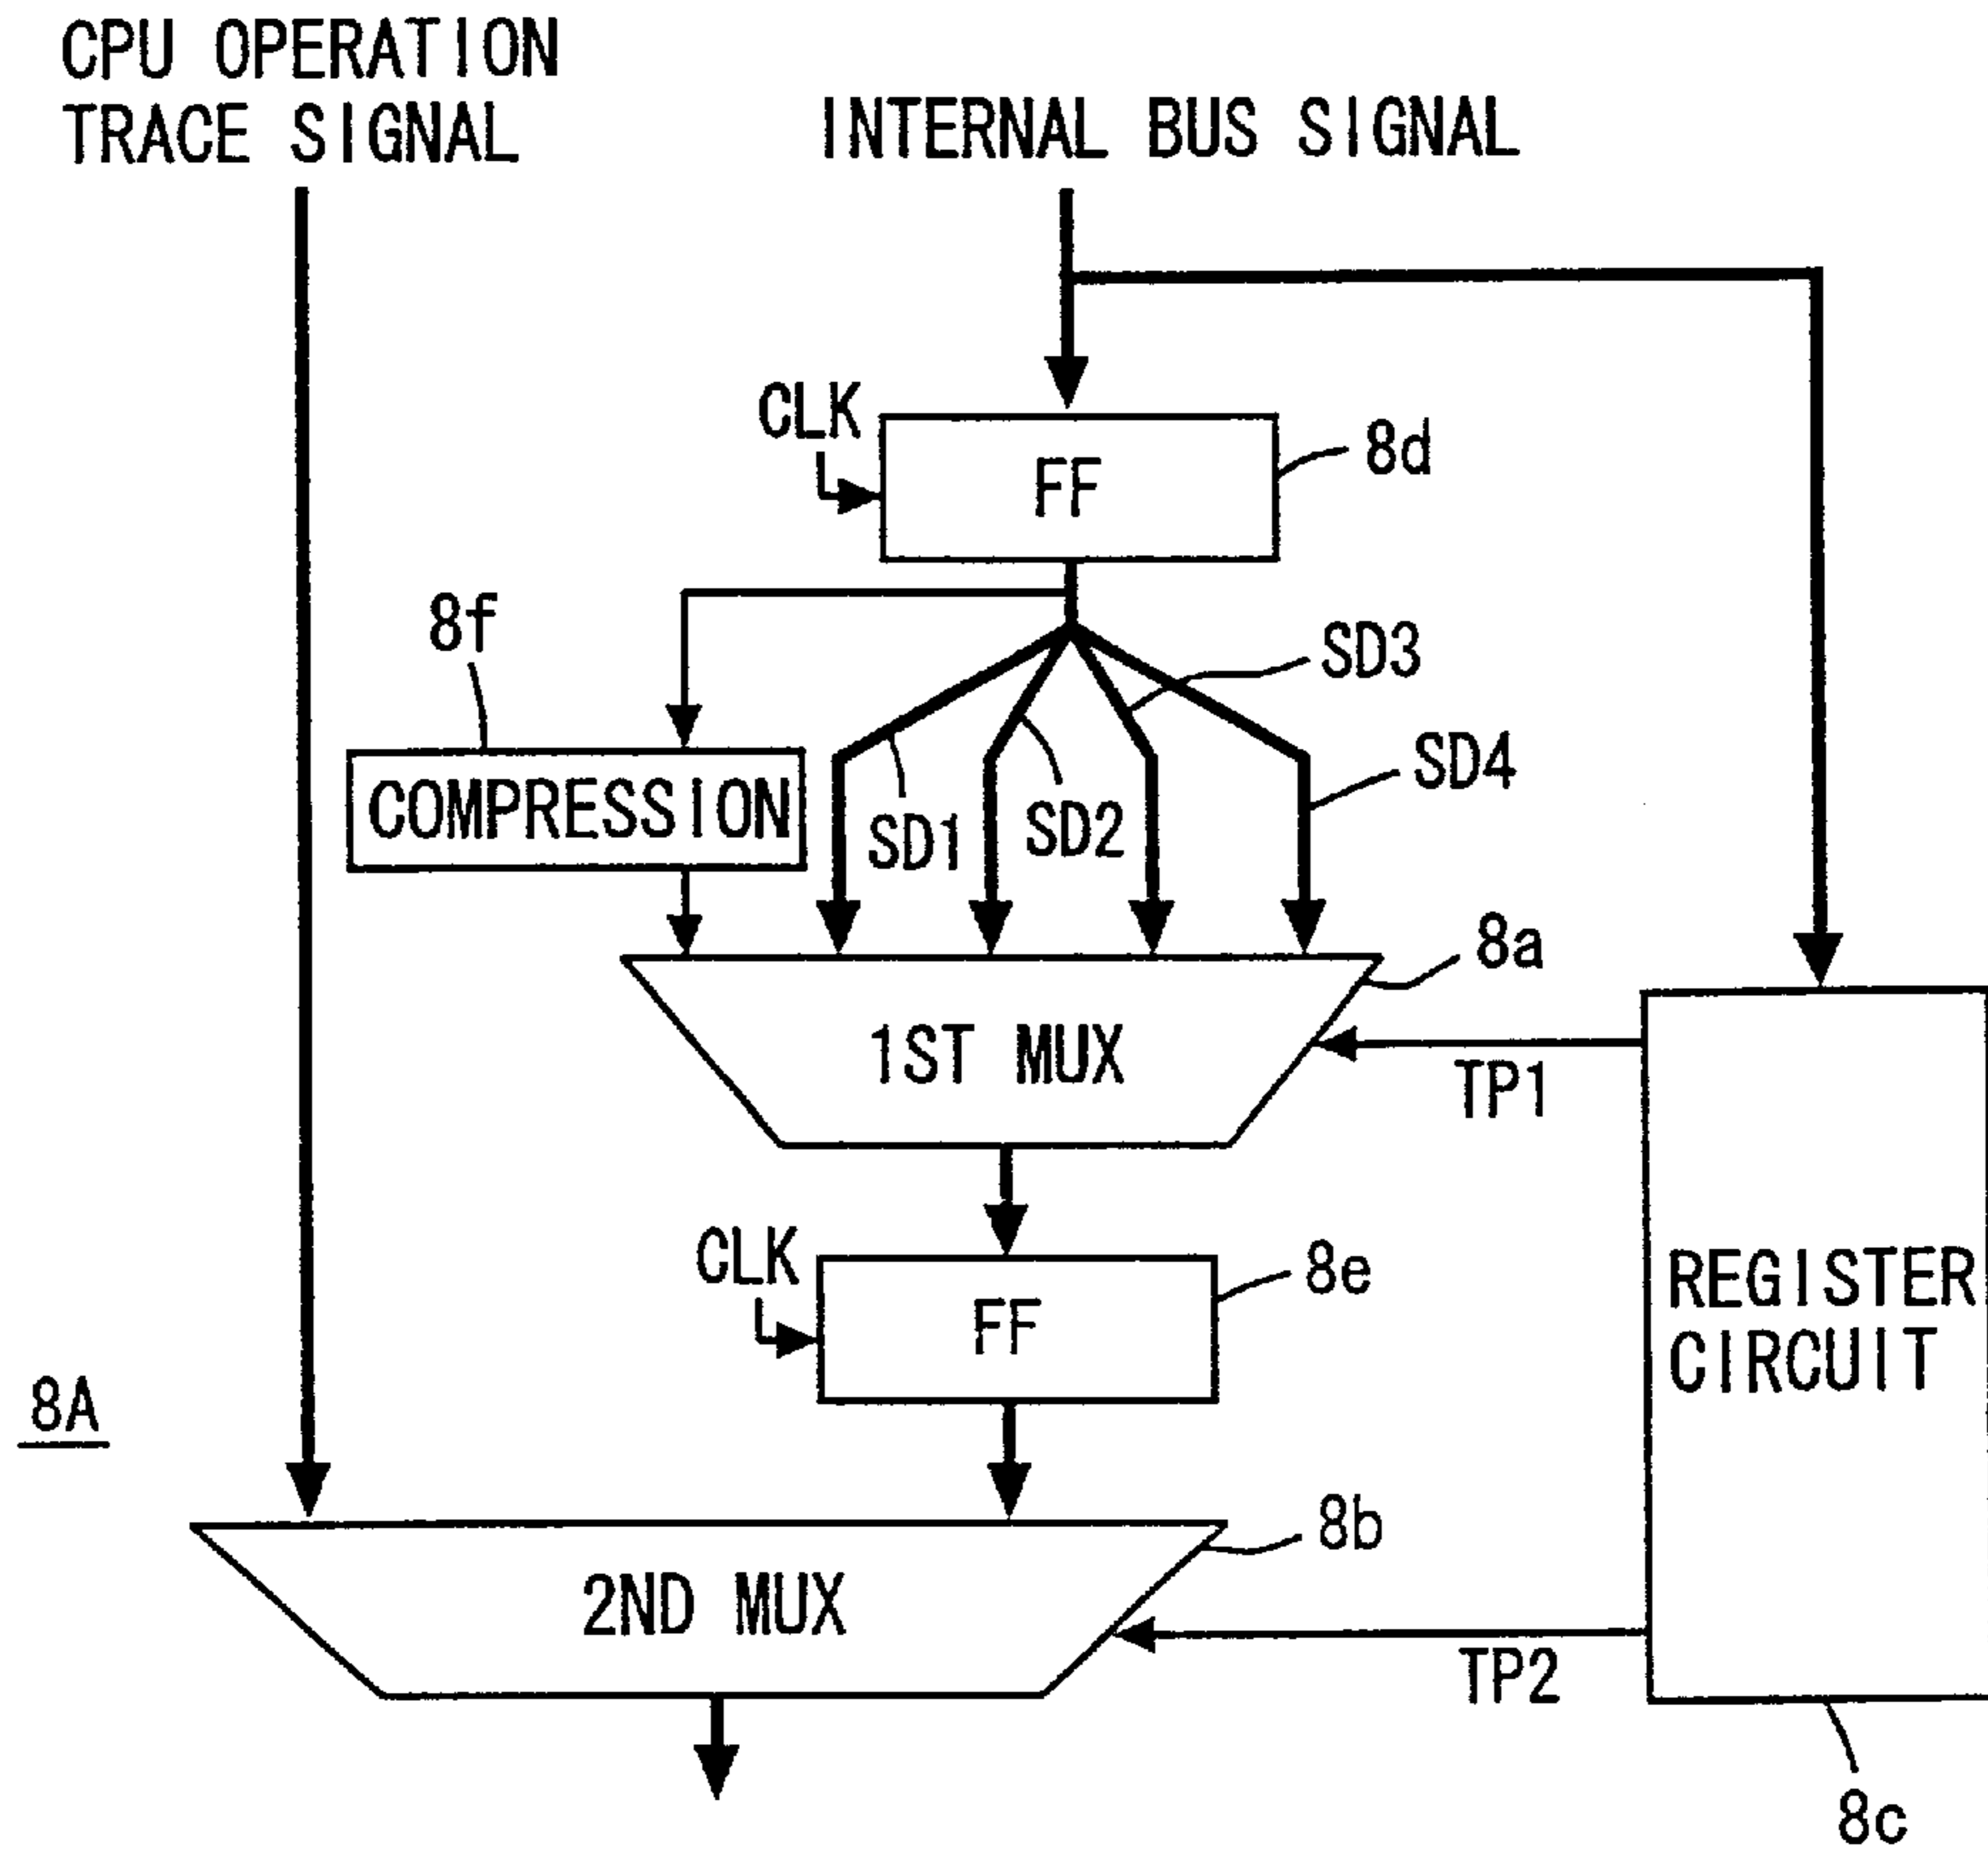 CPU OPERATION
TRACE SIGNAL
INTERNAL BUS SIGNAL
CLK
FF
8d
8f
SD3
SD4
COMPRESSION
SD1
SD2
8a
1ST MUX
TP1
CLK
8e
FF
REGISTER
CIRCUIT
8A
8b
2ND MUX
TP2
8c